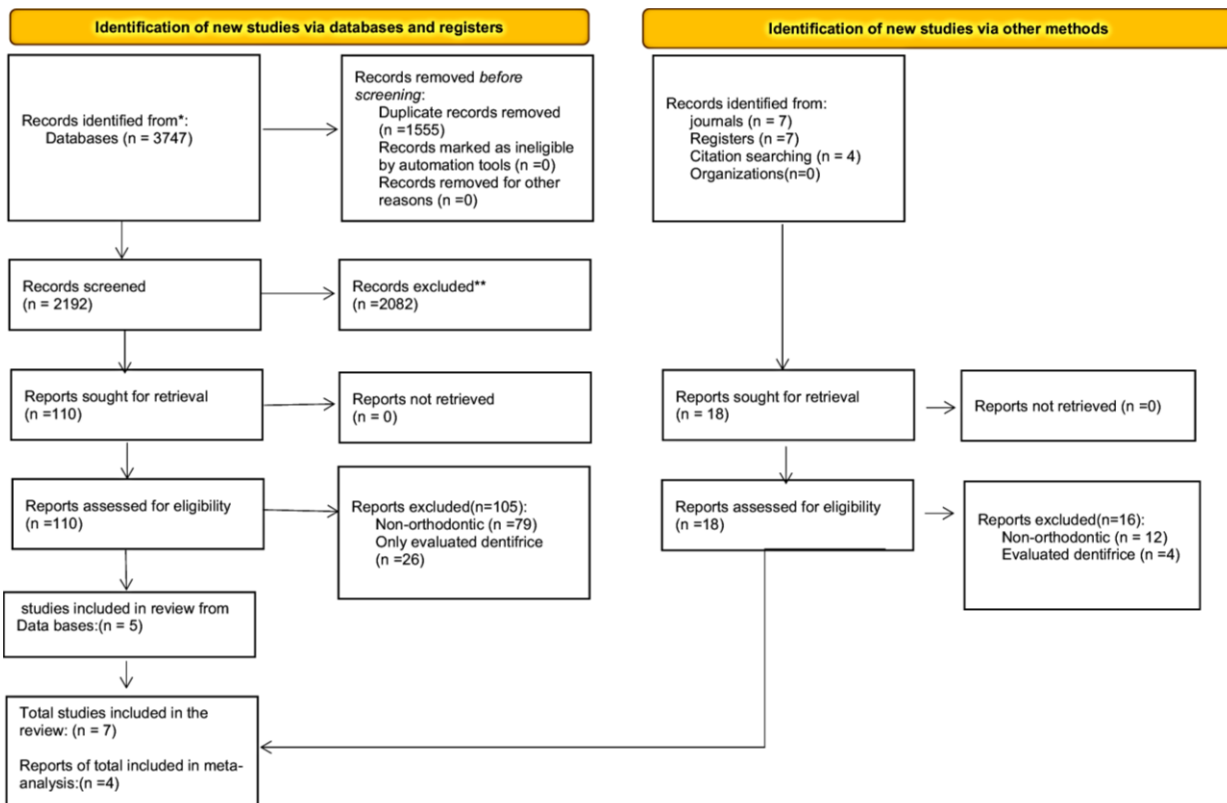 Identification of new studies via databases and registers
Records identified from*:
Databases (n = 3747)
Records removed before
screening:
Duplicate records removed
(n =1555)
Records marked as ineligible
by automation tools (n =0)
Records removed for other
reasons (n =0)
Records screened
(n = 2192)
Records excluded**
(n =2082)
Reports sought for retrieval
(n =110)
Reports not retrieved
(n = 0)
Reports assessed for eligibility
(n =110)
Reports excluded(n=105):
Non-orthodontic (n =79)
Only evaluated dentifrice
(n =26)
studies included in review from
Data bases:(n = 5)
Total studies included in the
review: (n = 7)
Reports of total included in meta-
analysis:(n =4)
Identification of new studies via other methods
Records identified from:
journals (n = 7)
Registers (n =7)
Citation searching (n = 4)
Organizations(n=0)
Reports sought for retrieval
(n = 18)
Reports not retrieved (n =0)
Reports assessed for eligibility
(n =18)
Reports excluded(n=16):
Non-orthodontic (n = 12)
Evaluated dentifrice (n =4)